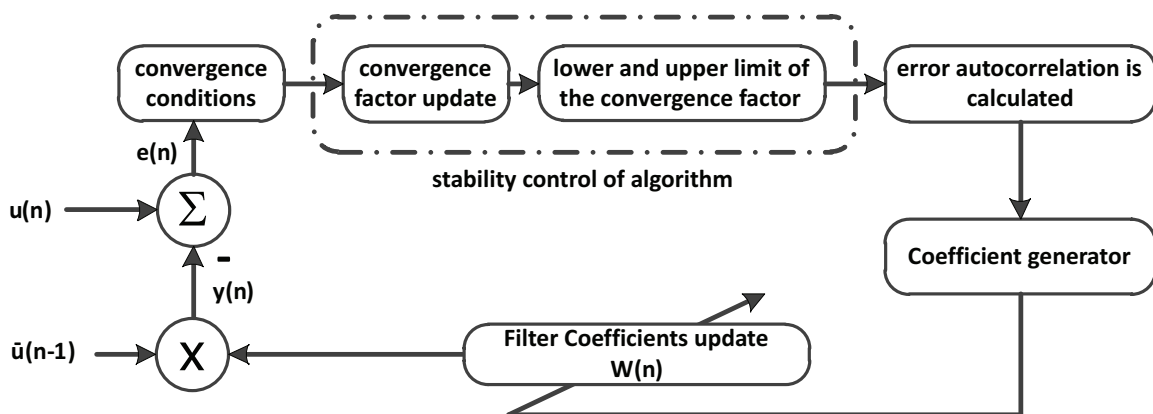 convergence
conditions
convergence
factor update
lower and upper limit of
the convergence factor
error autocorrelation is
calculated
e(n)
stability control of algorithm
u(n)
Σ
-
y(n)
Coefficient generator
ū(n-1)
X
Filter Coefficients update
W(n)